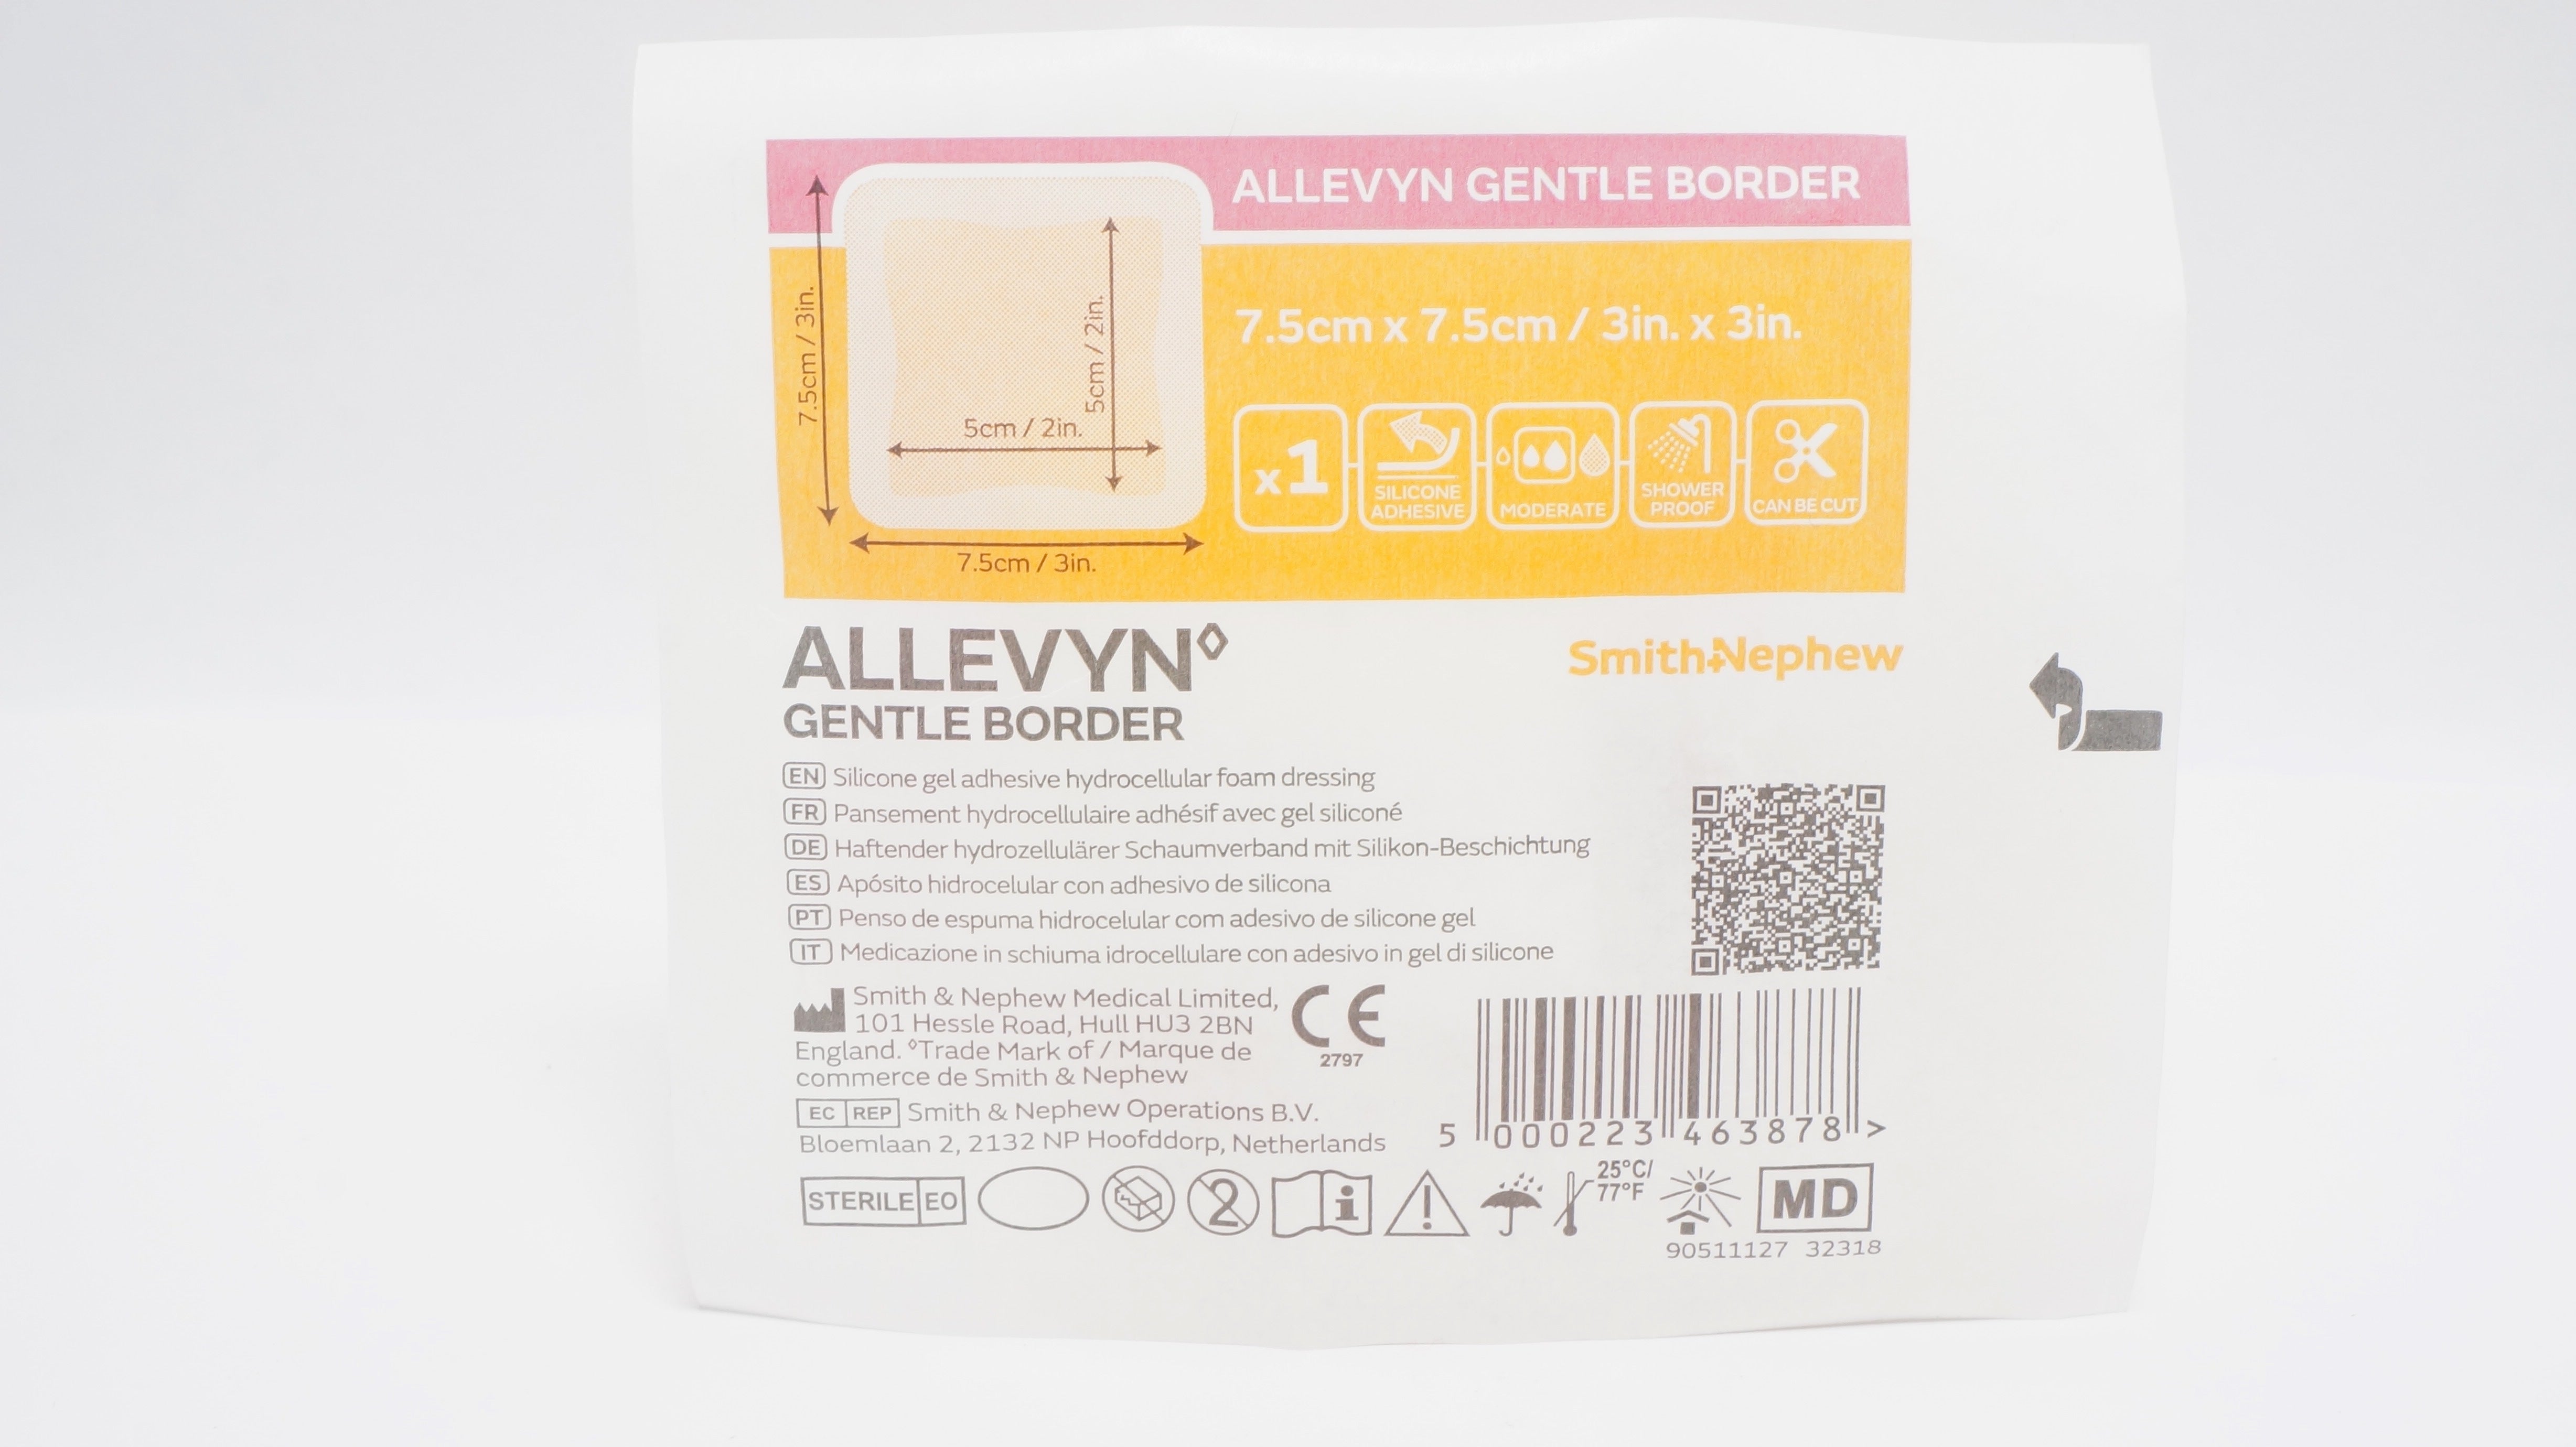 ALLEVYN GENTLE BORDER
7.5cm x 7.5cm / 3in. x 3in.
7.5cm / 3in.
5cm / 2in.
5cm / 2in.
7.5cm / 3in.
x1
SILICONE
ADHESIVE
MODERATE
SHOWER
PROOF
CAN BE CUT
ALLEVYN◊
GENTLE BORDER
Smith+Nephew
EN Silicone gel adhesive hydrocellular foam dressing
FR Pansement hydrocellulaire adhésif avec gel siliconé
DE Haftender hydrozellulärer Schaumverband mit Silikon-Beschichtung
ES Apósito hidrocelular con adhesivo de silicona
PT Penso de espuma hidrocelular com adesivo de silicone gel
IT Medicazione in schiuma idrocellulare con adesivo in gel di silicone
Smith & Nephew Medical Limited,
101 Hessle Road, Hull HU3 2BN
England. ◊Trade Mark of / Marque de
commerce de Smith & Nephew
CE
2797
EC REP Smith & Nephew Operations B.V.
Bloemlaan 2, 2132 NP Hoofddorp, Netherlands
5 000223 463878 >
STERILE EO
2
i
!
25°C/
77°F
MD
90511127 32318